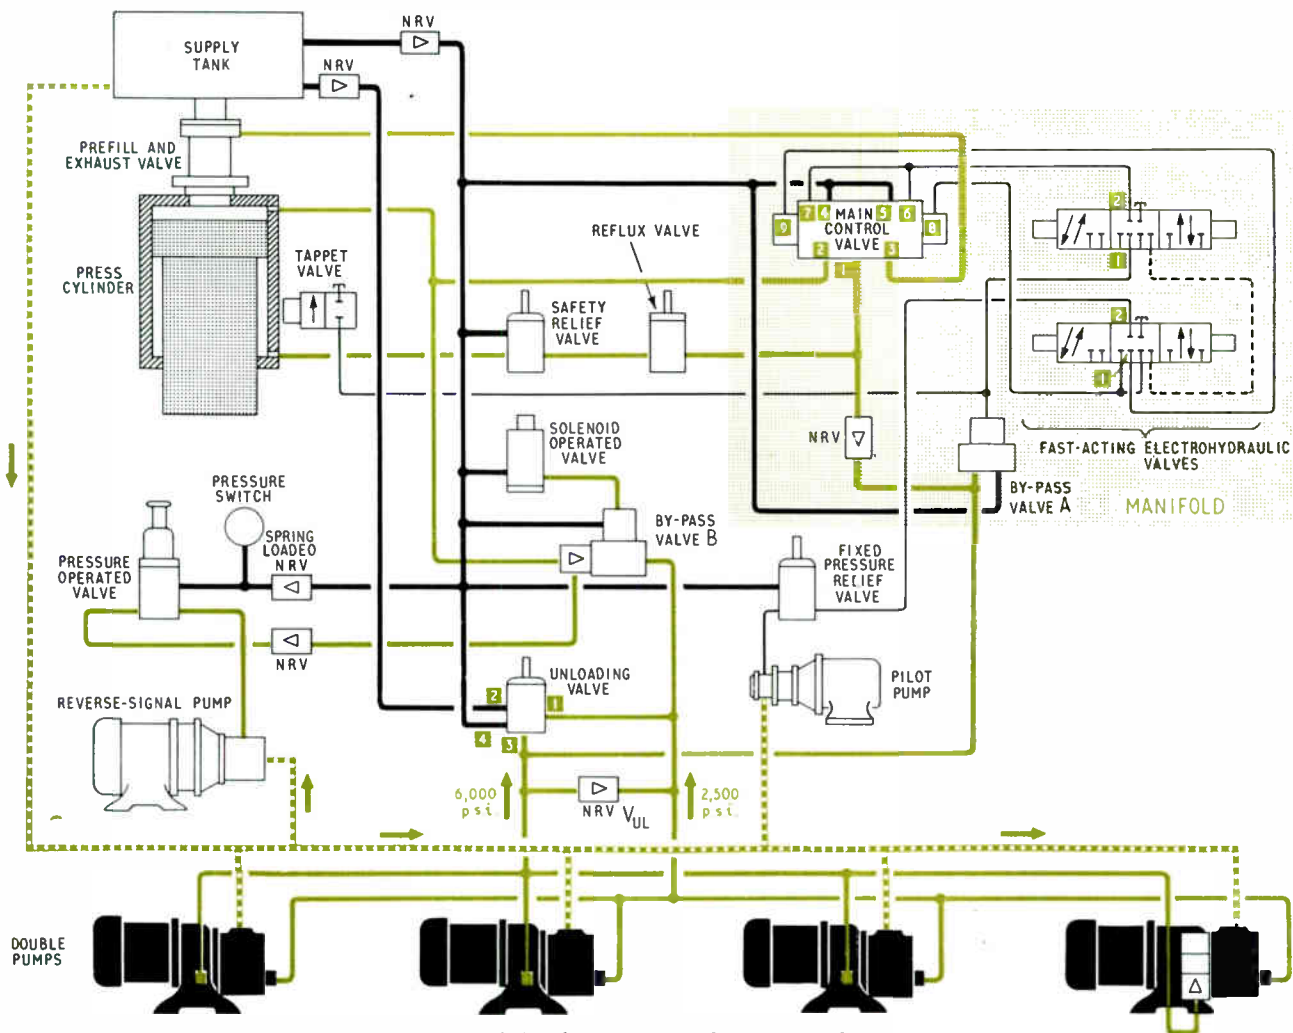 NRV
SUPPLY
TANK
NRV
PREFILL AND
EXHAUST VALVE
PRESS
CYLINDER
TAPPET
VALVE
REFLUX VALVE
SAFETY
RELIEF
VALVE
7
4
5
6
9
MAIN
CONTROL
VALVE
8
2
3
1
2
1
2
1
FAST-ACTING ELECTROHYDRAULIC
VALVES
NRV
BY-PASS
VALVE A
MANIFOLD
SOLENOID
OPERATED
VALVE
PRESSURE
SWITCH
SPRING
LOADED
NRV
BY-PASS
VALVE B
PRESSURE
OPERATED
VALVE
FIXED
PRESSURE
RELIEF
VALVE
NRV
UNLOADING
VALVE
2
1
4
3
PILOT
PUMP
REVERSE-SIGNAL PUMP
6,000
psi.
NRV VUL
2,500
psi.
DOUBLE
PUMPS